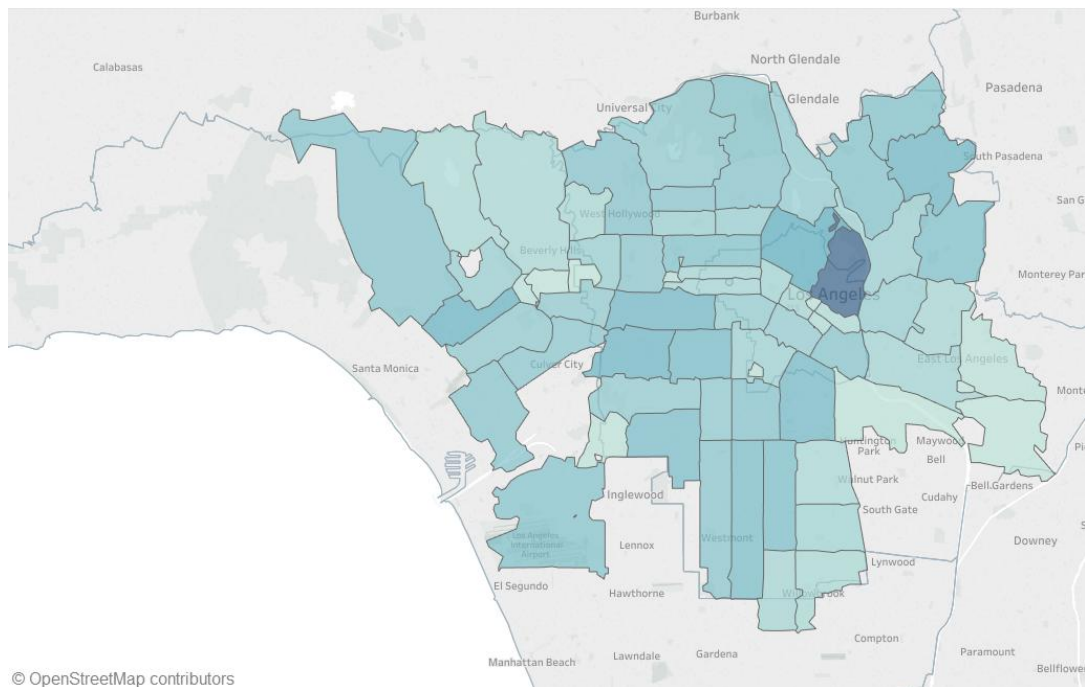 Burbank
North Glendale
Calabasas
Glendale
Pasadena
Universal City
South Pasadena
San G
West Hollywood
Beverly Hills
Monterey Park
Los Angeles
East Los Angeles
Santa Monica
Culver City
Monte
Huntington
Park
Maywood
Bell
Walnut Park
Bell Gardens
Inglewood
Cudahy
South Gate
Los Angeles
International
Airport
Westmont
Lennox
Downey
Lynwood
El Segundo
Hawthorne
Willowbrook
Compton
Paramount
Manhattan Beach
Lawndale
Gardena
Bellflower
© OpenStreetMap contributors